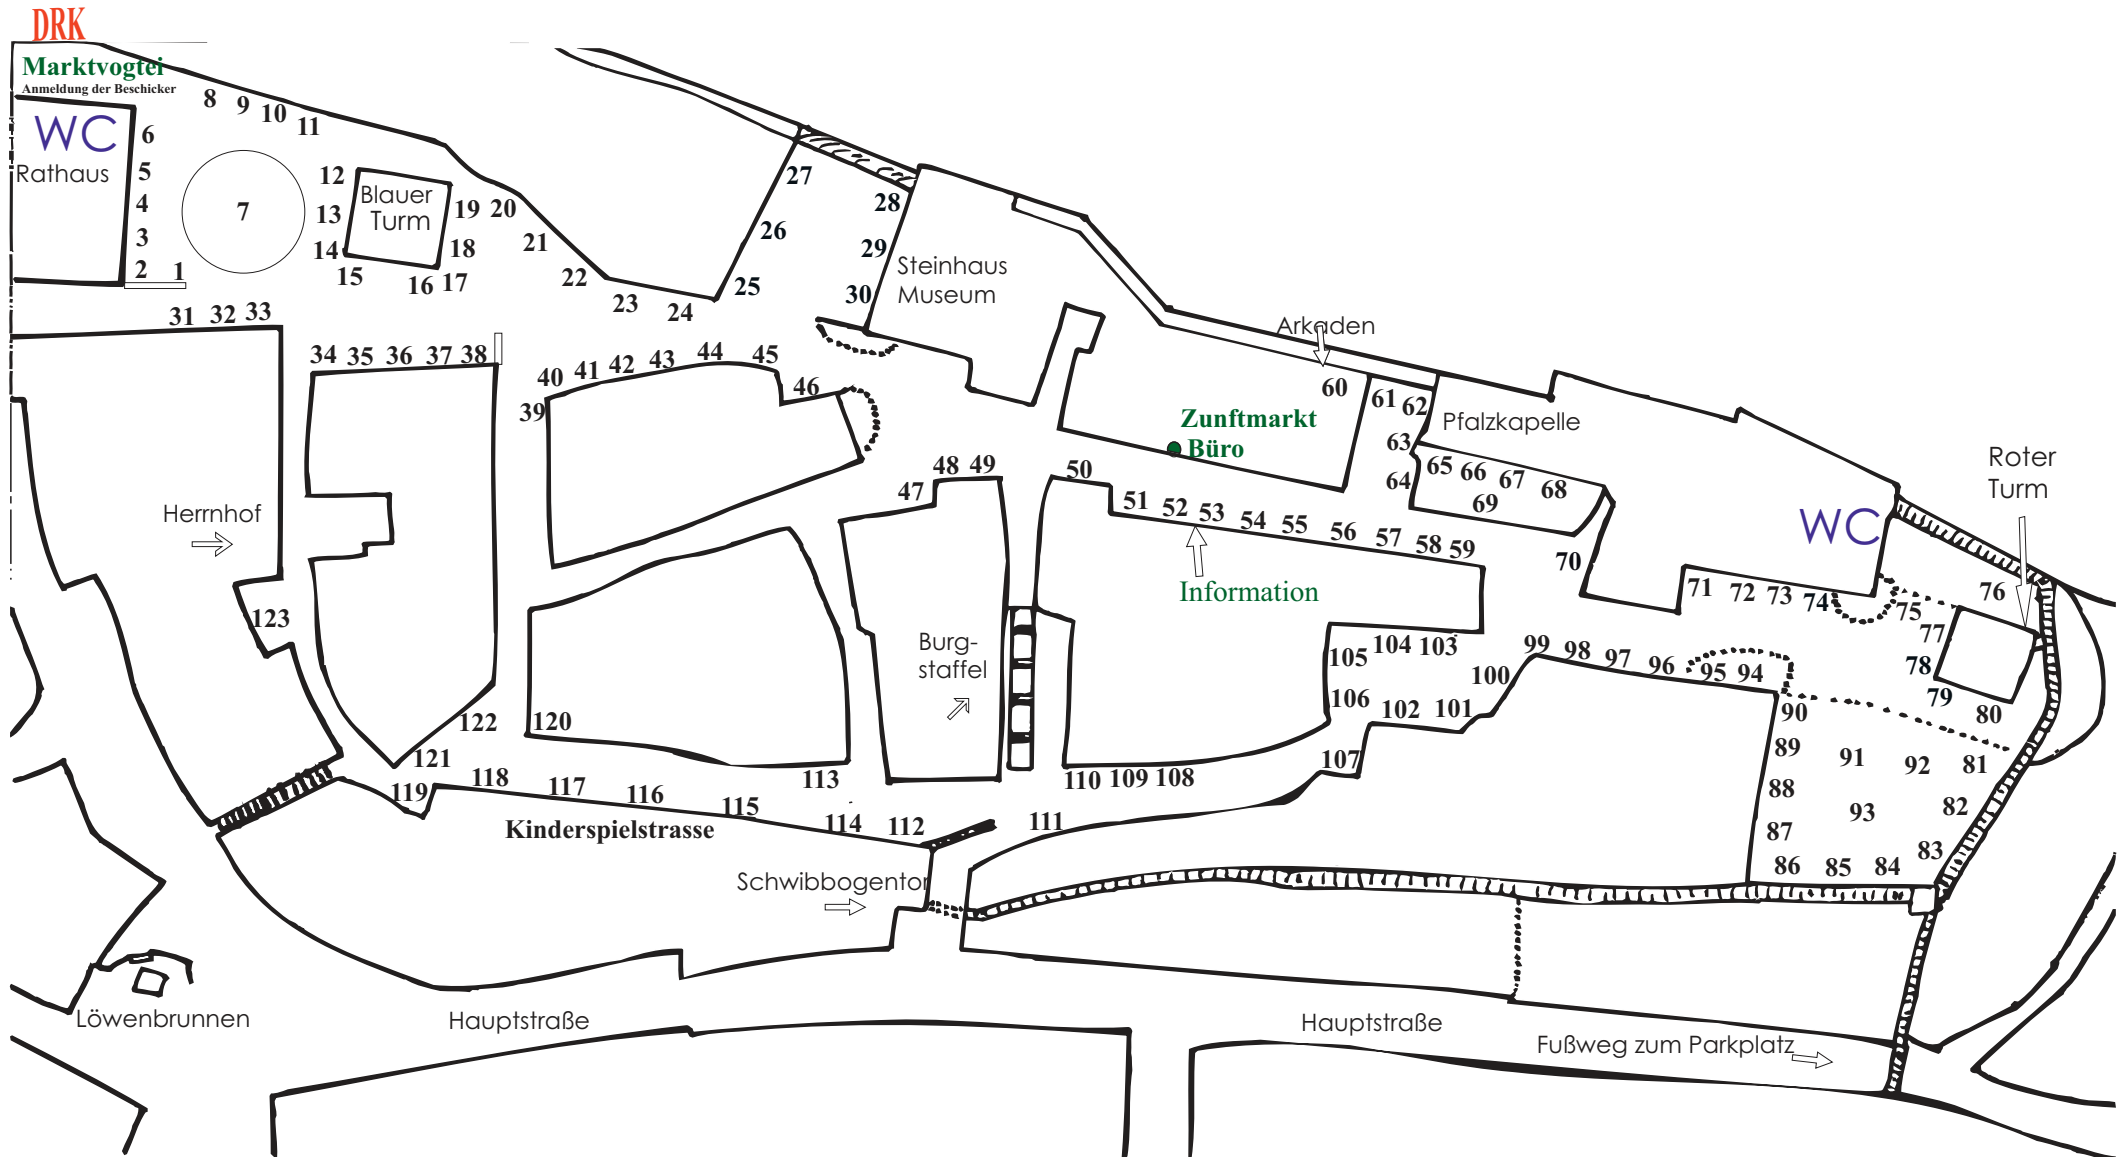 DRK
Marktvogtei
Anmeldung der Beschicker
WC
Rathaus
8 9 10 11
6
5
4
3
2 1
7
12
13
14
15
Blauer
Turm
16 17
18
19 20
21
22
23
24
25
26
27
28
29
30
Steinhaus
Museum
31 32 33
34 35 36 37 38
39
40 41 42 43 44 45
46
47
48 49
50
51 52 53 54 55 56 57 58 59
Arkaden
60
61 62
63
64
Zunftmarkt
Büro
Pfalzkapelle
65 66 67 68
69
70
Information
71 72 73 74
75
76
WC
Roter
Turm
77
78
79
80
81
82
83
84
85
86
87
88
89
90
91
92
93
94
95
96
97
98
99
100
101
102
103
104
105
106
107
108
109
110
111
112
113
114
115
116
117
118
119
120
121
122
123
Herrnhof
Burg-
staffel
Kinderspielstrasse
Schwibbogentor
Löwenbrunnen
Hauptstraße
Hauptstraße
Fußweg zum Parkplatz